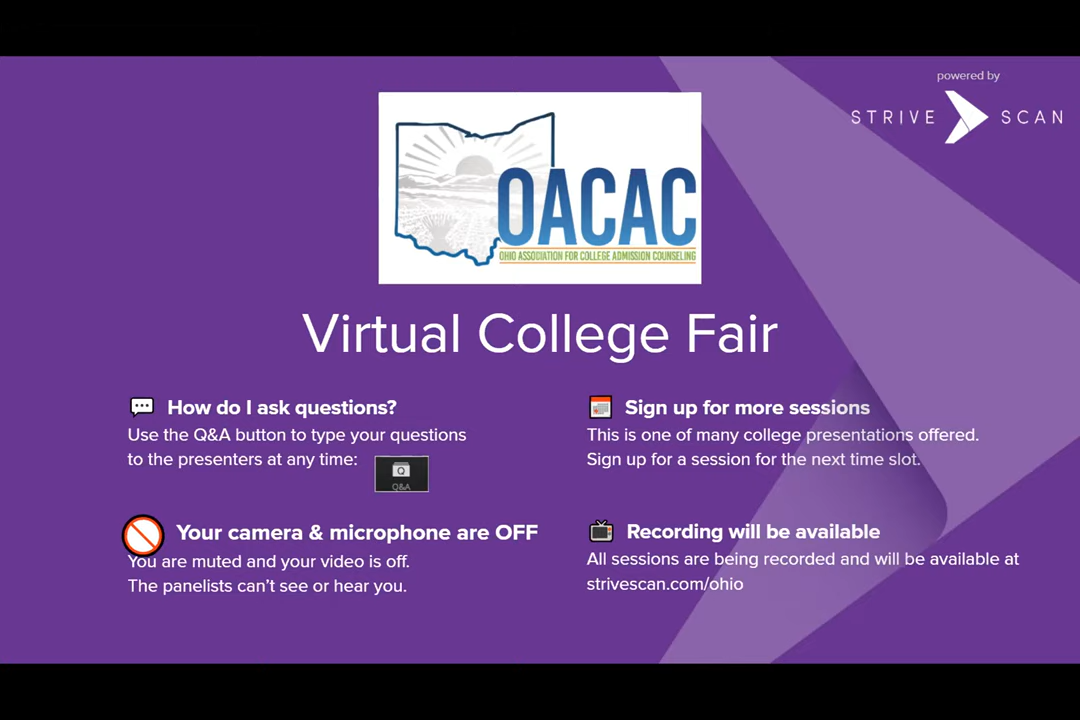 powered by
STRIVE SCAN
OACAC
OHIO ASSOCIATION FOR COLLEGE ADMISSION COUNSELING
Virtual College Fair
How do I ask questions?
Use the Q&A button to type your questions
to the presenters at any time:
Q
Q&A
Your camera & microphone are OFF
You are muted and your video is off.
The panelists can't see or hear you.
Sign up for more sessions
This is one of many college presentations offered.
Sign up for a session for the next time slot.
Recording will be available
All sessions are being recorded and will be available at
strivescan.com/ohio